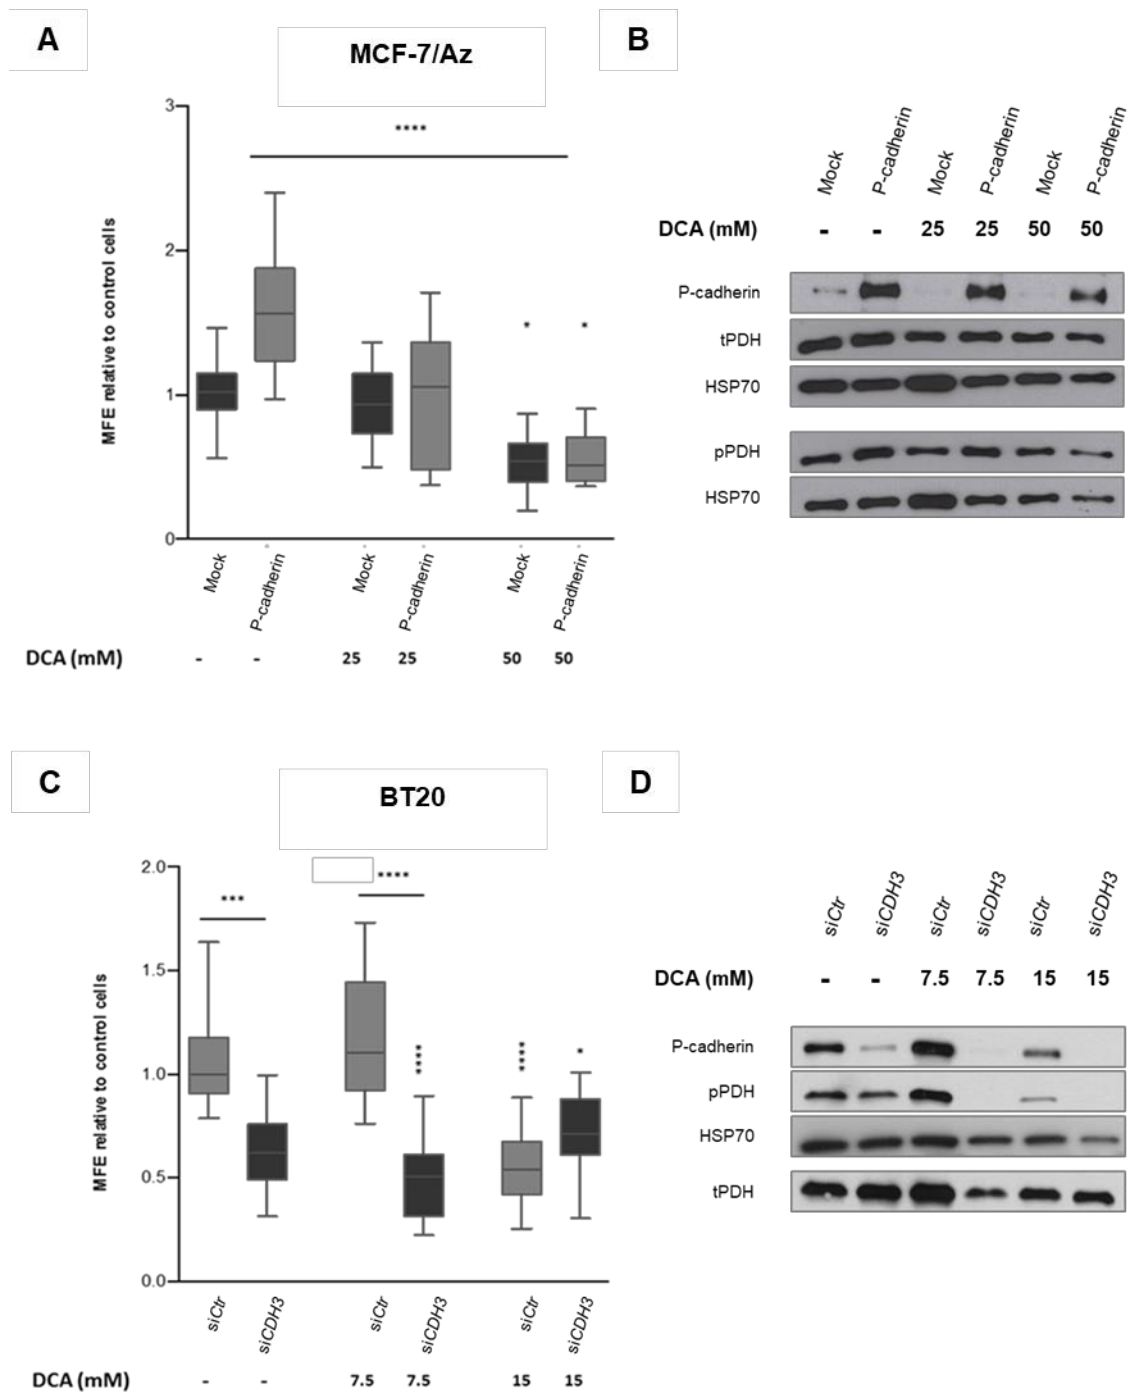 A
MCF-7/Az
B
3
2
1
0
MFE relative to control cells
****
*
*
Mock
P-cadherin
Mock
P-cadherin
Mock
P-cadherin
DCA (mM) - - 25 25 50 50
Mock
P-cadherin
Mock
P-cadherin
Mock
P-cadherin
DCA (mM) - - 25 25 50 50
P-cadherin
tPDH
HSP70
pPDH
HSP70
C
BT20
D
2.0
1.5
1.0
0.5
0.0
MFE relative to control cells
***
****
****
****
*
siCtr
siCDH3
siCtr
siCDH3
siCtr
siCDH3
DCA (mM) - - 7.5 7.5 15 15
siCtr
siCDH3
siCtr
siCDH3
siCtr
siCDH3
DCA (mM) - - 7.5 7.5 15 15
P-cadherin
pPDH
HSP70
tPDH